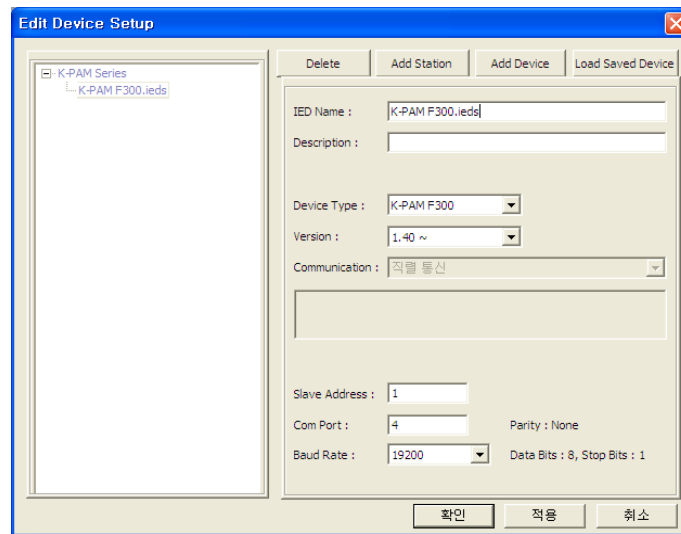 Edit Device Setup
Delete
Add Station
Add Device
Load Saved Device
K-PAM Series
K-PAM F300.ieds
IED Name : K-PAM F300.ieds
Description :
Device Type : K-PAM F300
Version : 1.40 ~
Communication : 직렬 통신
Slave Address : 1
Com Port : 4 Parity : None
Baud Rate : 19200 Data Bits : 8, Stop Bits : 1
확인 적용 취소